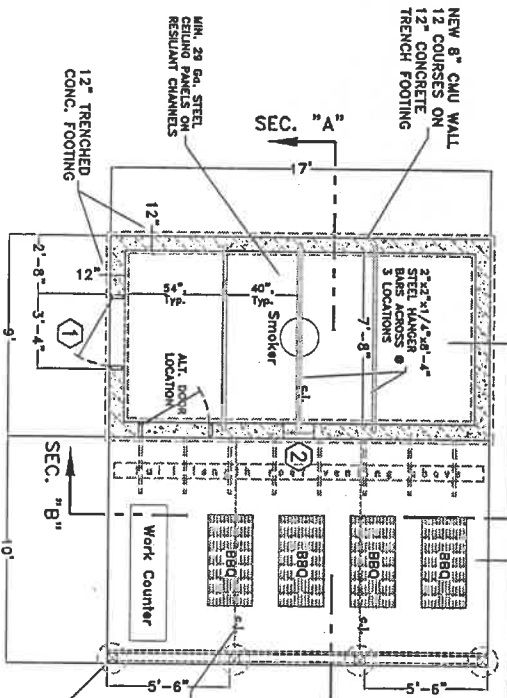 NEW 8" CMU WALL
12 COURSES ON
12" CONCRETE
TRENCH FOOTING
MIN. 29 Ga. STEEL
CEILING PANELS ON
RESILIANT CHANNELS
12" TRENCHED
CONC. FOOTING
SEC. "A"
17'
12"
12"
2'-8"
3'-4"
9'
1
54"
Typ.
40"
Typ.
Smoker
2"x2"x1/4"x8'-4"
STEEL HANGER
BARS ACROSS @
3 LOCATIONS
7'-8"
c.l.
ALT. DOOR
LOCATION
2
SEC. "B"
10'
Work Counter
BBQ
BBQ
BBQ
BBQ
c.l.
c.l.
5'-6"
5'-6"